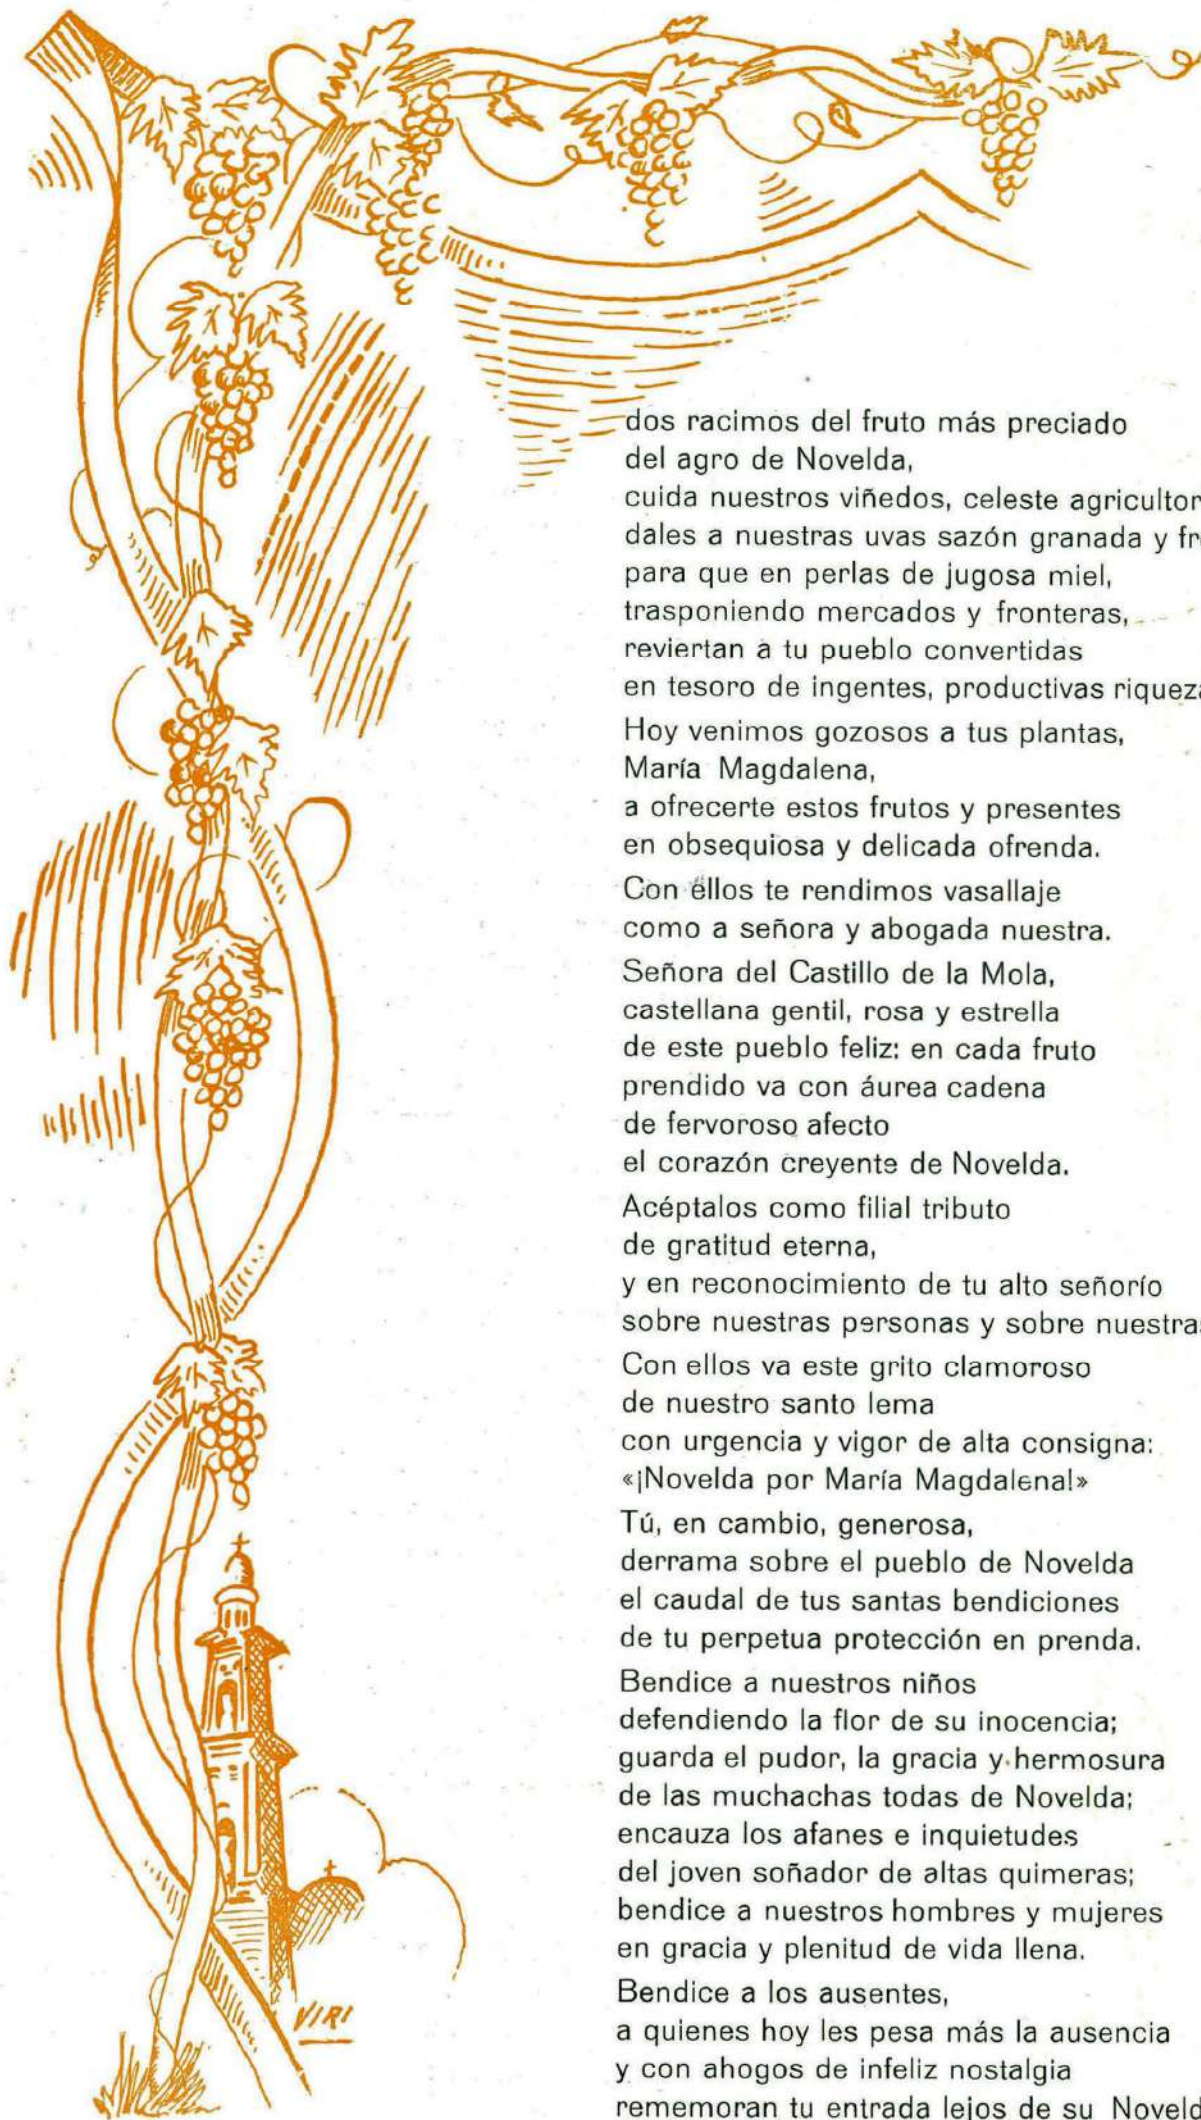 dos racimos del fruto más preciado
del agro de Novelda,
cuida nuestros viñedos, celeste agricultor
dales a nuestras uvas sazón granada y
para que en perlas de jugosa miel,
trasponiendo mercados y fronteras,
reviertan a tu pueblo convertidas
en tesoro de ingentes, productivas
Hoy venimos gozosos a tus plantas,
María Magdalena,
a ofrecerte estos frutos y presentes
en obsequiosa y delicada ofrenda.
Con ellos te rendimos vasallaje
como a señora y abogada nuestra.
Señora del Castillo de la Mola,
castellana gentil, rosa y estrella
de este pueblo feliz: en cada fruto
prendido va con áurea cadena
de fervoroso afecto
el corazón creyente de Novelda.
Acéptalos como filial tributo
de gratitud eterna,
y en reconocimiento de tu alto señorío
sobre nuestras personas y sobre nuestras
Con ellos va este grito clamoroso
de nuestro santo lema
con urgencia y vigor de alta consigna:
«¡Novelda por María Magdalena!»
Tú, en cambio, generosa,
derrama sobre el pueblo de Novelda
el caudal de tus santas bendiciones
de tu perpetua protección en prenda.
Bendice a nuestros niños
defendiendo la flor de su inocencia;
guarda el pudor, la gracia y hermosura
de las muchachas todas de Novelda;
encauza los afanes e inquietudes
del joven soñador de altas quimeras;
bendice a nuestros hombres y mujeres
en gracia y plenitud de vida llena.
Bendice a los ausentes,
a quienes hoy les pesa más la ausencia
y con ahogos de infeliz nostalgia
rememoran tu entrada lejos de su Noveld
VIRI